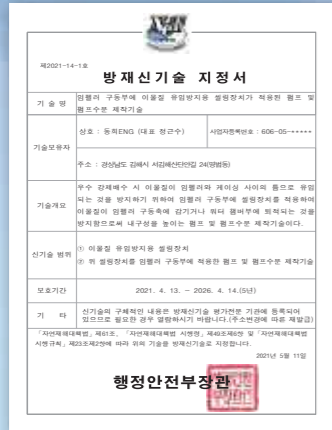 제2021-14-1호
방재신기술 지정서
기 술 명
임펠러 구동부에 이물질 유입방지용 씰링장치가 적용된 펌프 및
펌프수문 제작기술
기술보유자
상호 : 동희ENG (대표 정근수)
사업자등록번호 : 606-05-*****
주소 : 경상남도 김해시 서김해산단안길 24(명법동)
기술개요
우수 강제배수 시 이물질이 임펠러와 케이싱 사이의 틈으로 유입
되는 것을 방지하기 위하여 임펠러 구동부에 씰링장치를 적용하여
이물질이 임펠러 구동축에 감기거나 워터 챔버부에 퇴적되는 것을
방지함으로써 내구성을 높이는 펌프 및 펌프수문 제작기술이다.
신기술 범위
① 이물질 유입방지용 씰링장치
② 위 씰링장치를 임펠러 구동부에 적용한 펌프 및 펌프수문 제작기술
보호기간
2021. 4. 13. ~ 2026. 4. 14.(5년)
기 타
신기술의 구체적인 내용은 방재신기술 평가전문 기관에 등록되어
있으므로 필요한 경우 열람하시기 바랍니다.(주소변경에 따른 재발급)
「자연재해대책법」제61조, 「자연재해대책법 시행령」제49조제6항 및 「자연재해대책법
시행규칙」제23조제2항에 따라 위의 기술을 방재신기술로 지정합니다.
2021년 5월 11일
행정안전부장관